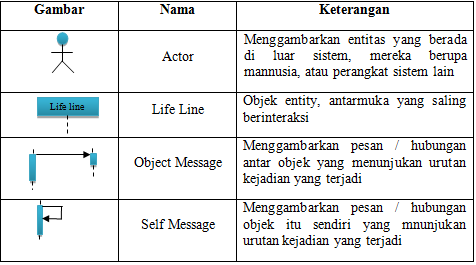 Gambar Nama Keterangan
Actor
Menggambarkan entitas yang berada
di luar sistem, mereka berupa
mannusia, atau perangkat sistem lain
Life line
Life Line
Objek entity, antarmuka yang saling
berinteraksi
Object Message
Menggambarkan pesan / hubungan
antar objek yang menunjukan urutan
kejadian yang terjadi
Self Message
Menggambarkan pesan / hubungan
objek itu sendiri yang mnunjukan
urutan kejadian yang terjadi